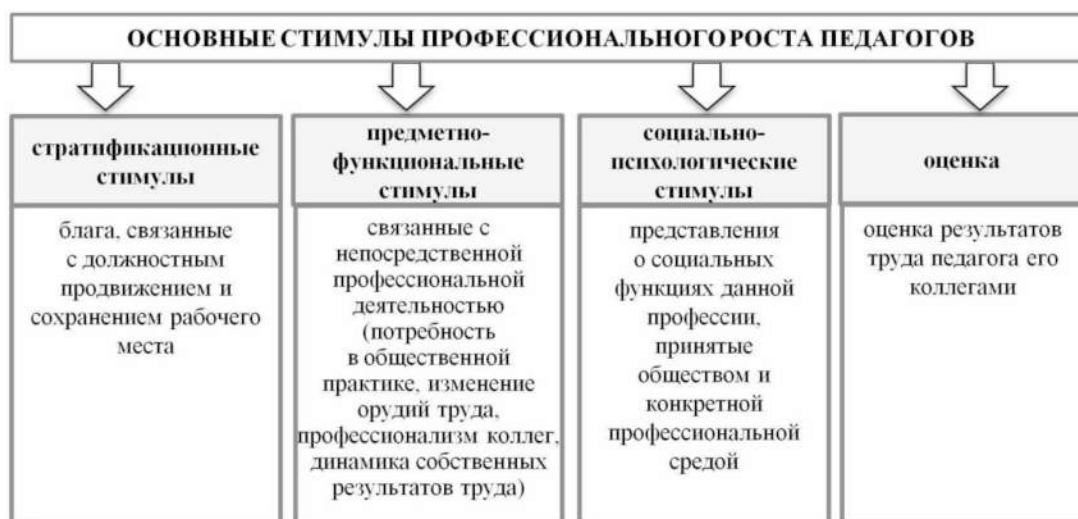 ОСНОВНЫЕ СТИМУЛЫ ПРОФЕССИОНАЛЬНОГО РОСТА ПЕДАГОГОВ
стратификационные
стимулы
блага, связанные
с должностным
продвижением и
сохранением рабочего
места
предметно-
функциональные
стимулы
связанные с
непосредственной
профессиональной
деятельностью
(потребность
в общественной
практике, изменение
орудий труда,
профессионализм коллег,
динамика собственных
результатов труда)
социально-
психологические
стимулы
представления
о социальных
функциях данной
профессии,
принятые
обществом и
конкретной
профессиональной
средой
оценка
оценка результатов
труда педагога его
коллегами